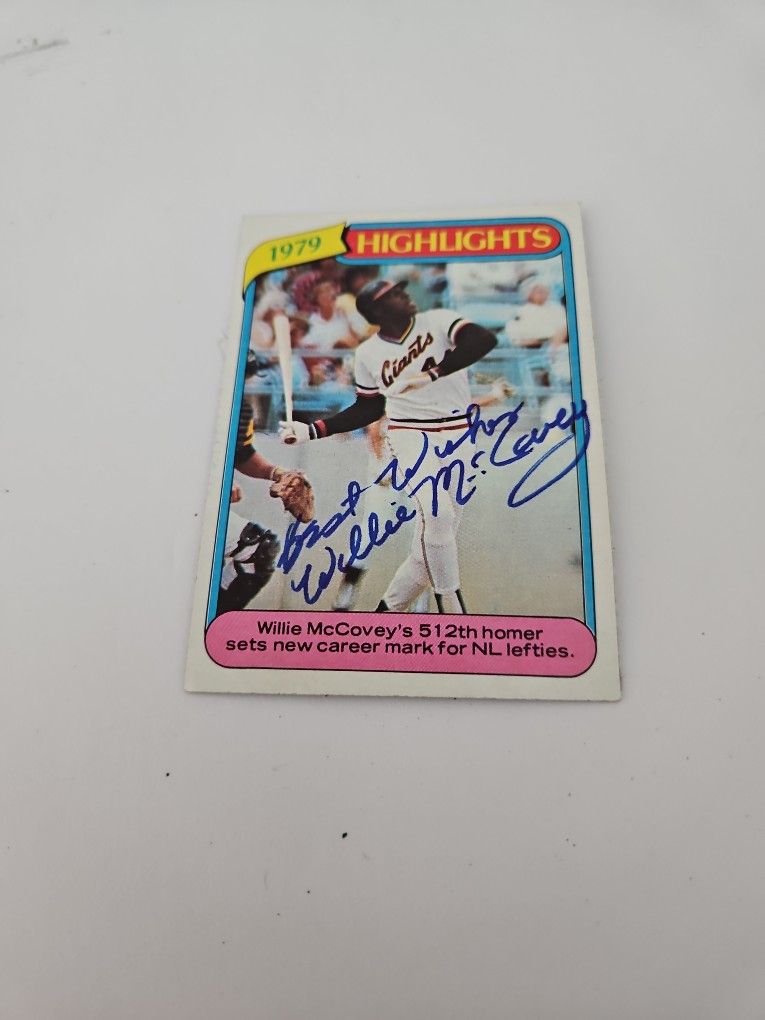 1979 HIGHLIGHTS
Giants
Best Wishes
Willie McCovey
Willie McCovey's 512th homer
sets new career mark for NL lefties.